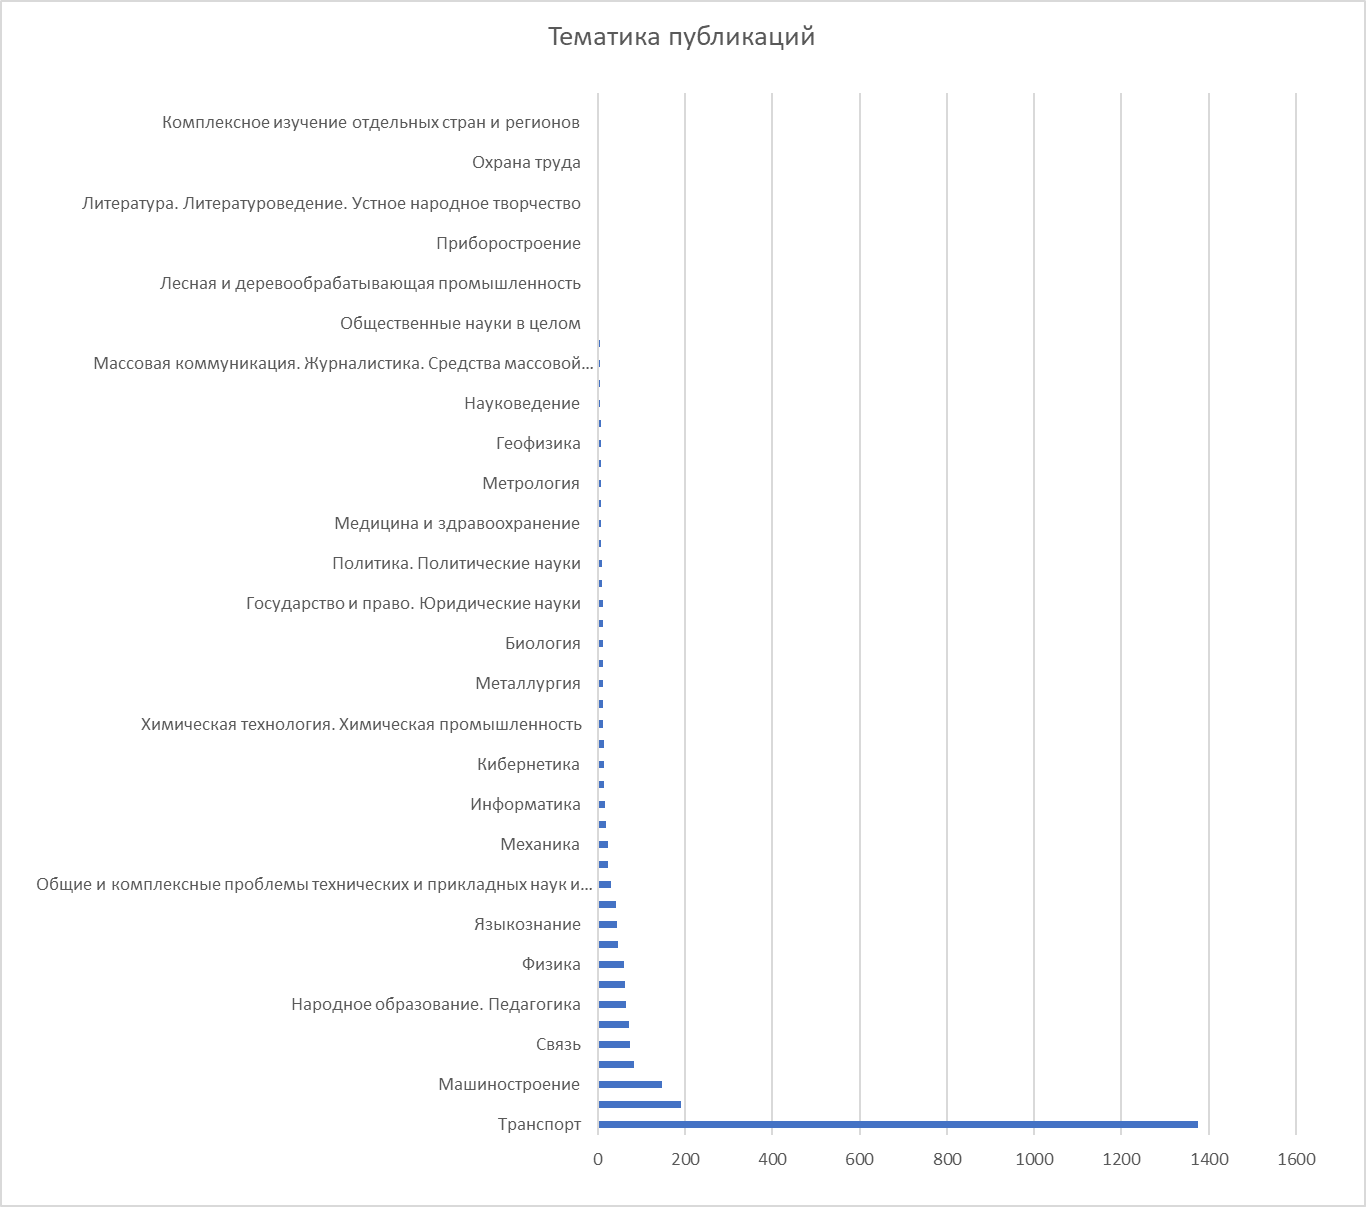 Тематика публикаций
Комплексное изучение отдельных стран и регионов
Охрана труда
Литература. Литературоведение. Устное народное творчество
Приборостроение
Лесная и деревообрабатывающая промышленность
Общественные науки в целом
Массовая коммуникация. Журналистика. Средства массовой…
Науковедение
Геофизика
Метрология
Медицина и здравоохранение
Политика. Политические науки
Государство и право. Юридические науки
Биология
Металлургия
Химическая технология. Химическая промышленность
Кибернетика
Информатика
Механика
Общие и комплексные проблемы технических и прикладных наук и…
Языкознание
Физика
Народное образование. Педагогика
Связь
Машиностроение
Транспорт
0 200 400 600 800 1000 1200 1400 1600